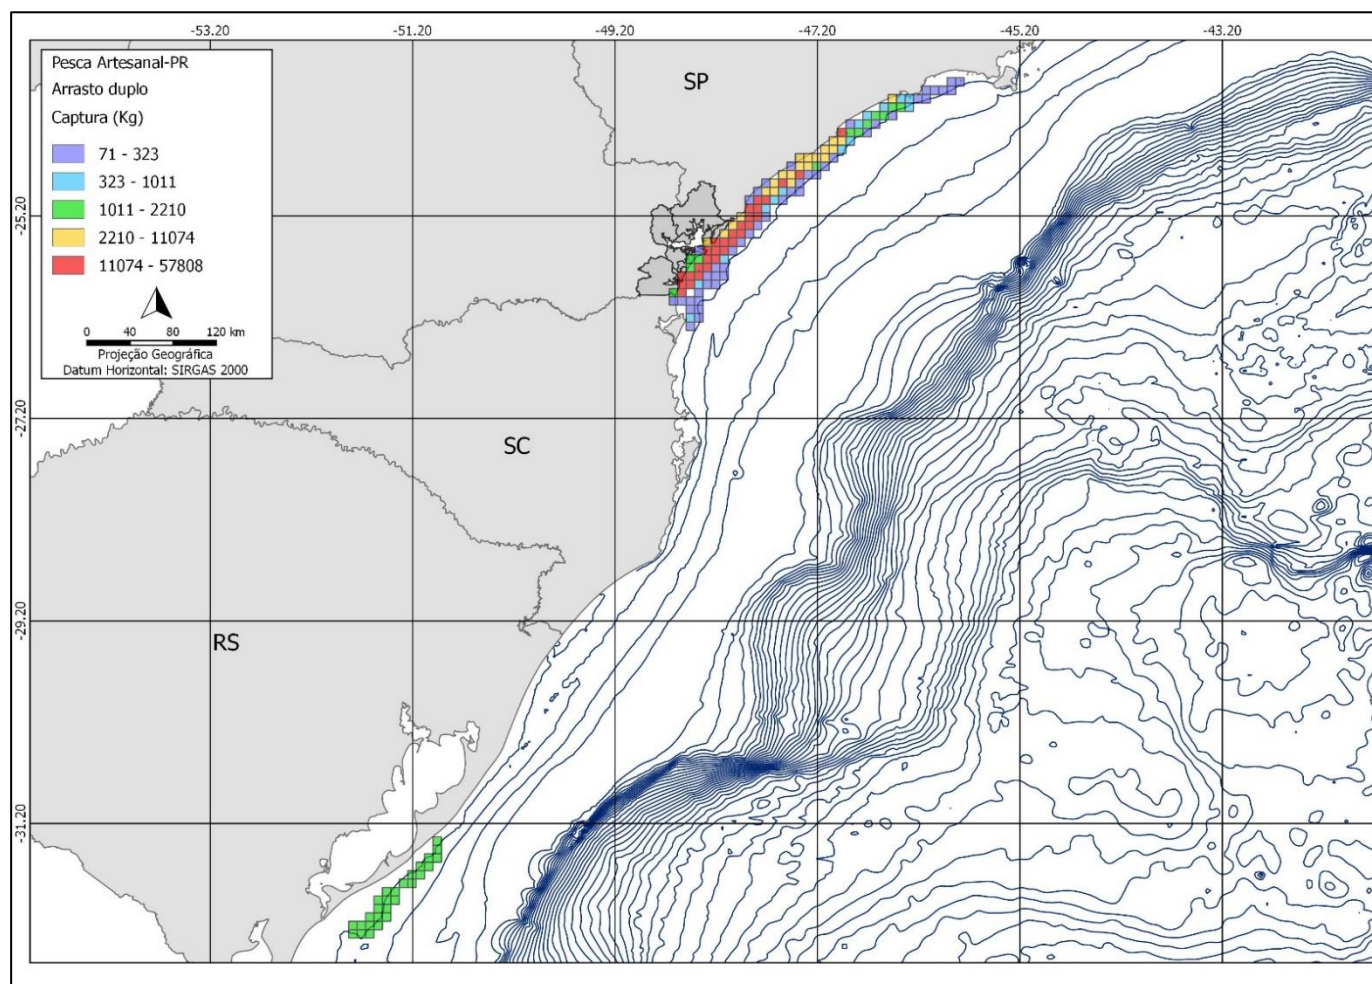 -53.20 -51.20 -49.20 -47.20 -45.20 -43.20
Pesca Artesanal-PR
Arrasto duplo
Captura (Kg)
71 - 323
323 - 1011
1011 - 2210
2210 - 11074
11074 - 57808
0 40 80 120 km
Projeção Geográfica
Datum Horizontal: SIRGAS 2000
SP
SC
RS
-25.20
-27.20
-29.20
-31.20